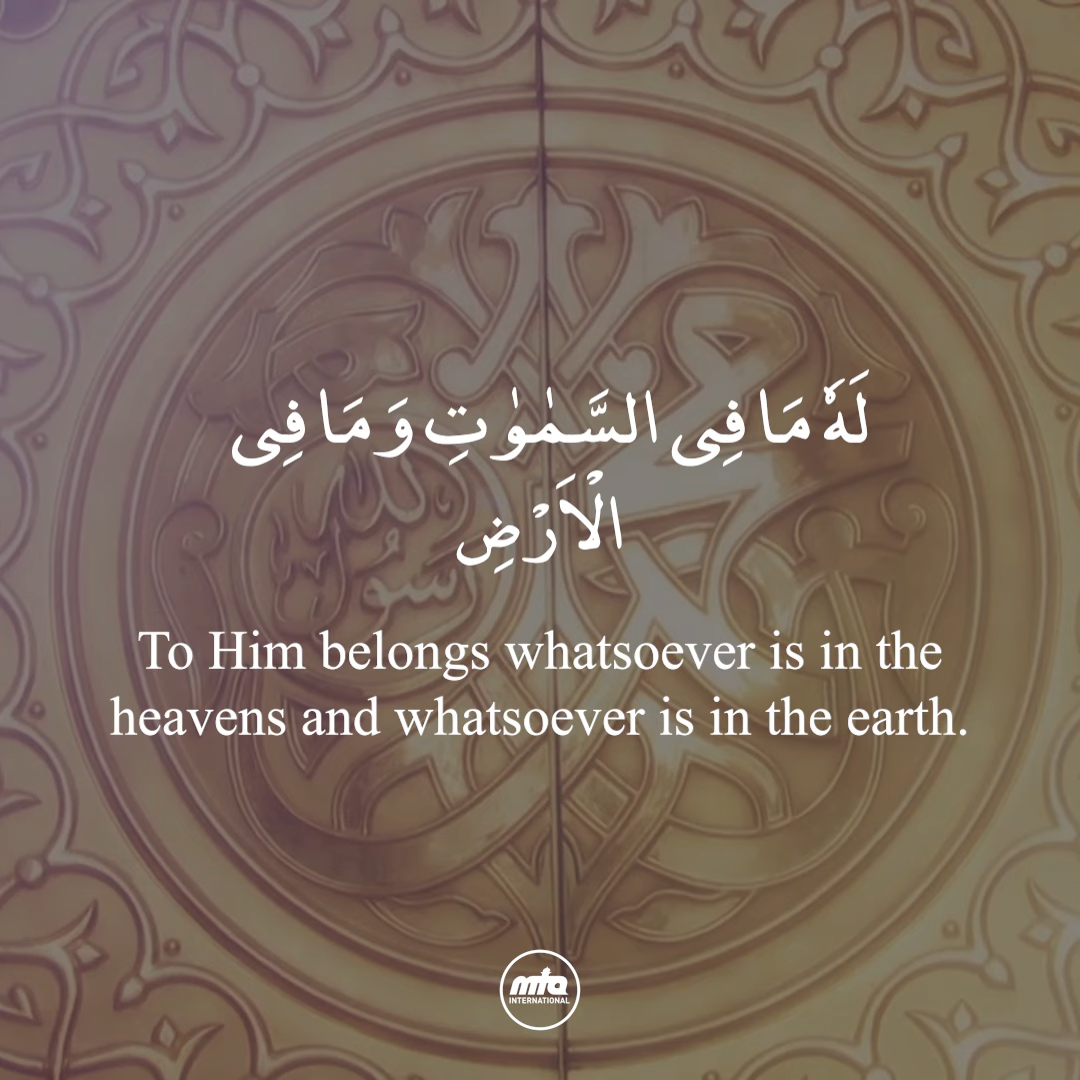 لَهٗ مَا فِی السَّمٰوٰتِ وَ مَا فِی
الْاَرْضِ
To Him belongs whatsoever is in the
heavens and whatsoever is in the earth.
mta
INTERNATIONAL